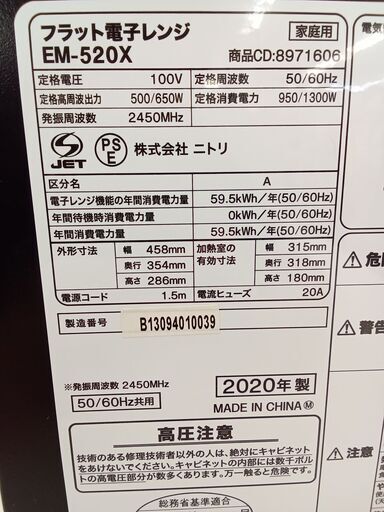 フラット電子レンジ 家庭用
EM-520X 商品CD:8971606
定格電圧 100V 定格周波数 50/60Hz
定格高周波出力 500/650W 定格消費電力 950/1300W
発振周波数 2450MHz
S JET PS E 株式会社 ニトリ
区分名 A
電子レンジ機能の年間消費電力量 59.5kWh/年(50/60Hz)
年間待機時消費電力量 0kWh/年(50/60Hz)
年間消費電力量 59.5kWh/年(50/60Hz)
外形寸法 幅 458mm 加熱室の有効寸法 幅 315mm
奥行 354mm 奥行 318mm
高さ 286mm 高さ 180mm
電源コード 1.5m 電流ヒューズ 20A
製造番号 B13094010039
※発振周波数 2450MHz
50/60Hz共用
2020年 製
MADE IN CHINA Ⓜ
高圧注意
技術のある修理技術者以外の人は、絶対にキャビネット
をあけないでください。キャビネットの内部には数千ボルト
の高電圧部分が数多くあります。万一触ると危険です。
総務省基準適合
電気
危険
警告
注意